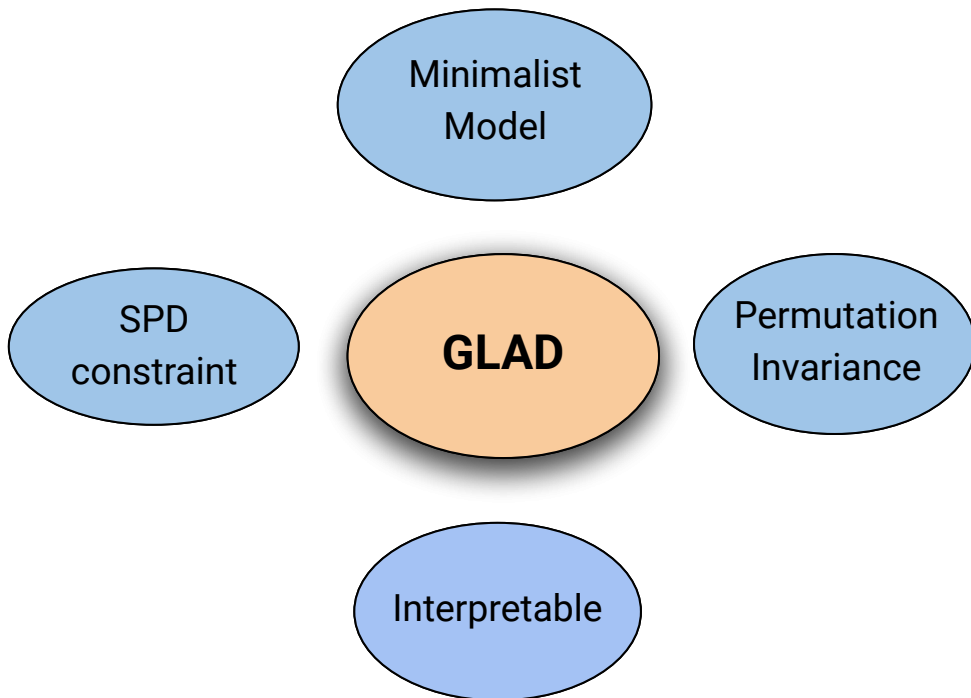 Minimalist
Model
SPD
constraint
GLAD
Permutation
Invariance
Interpretable